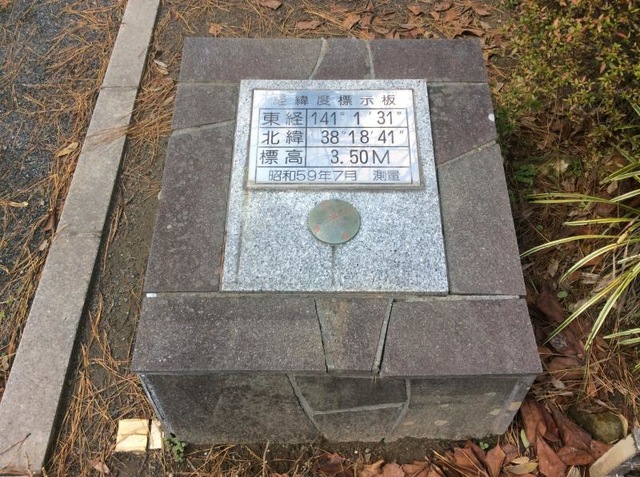 経緯度標示板
東経 141° 1′31″
北緯 38°18′41″
標高 3.50M
昭和59年7月 測量